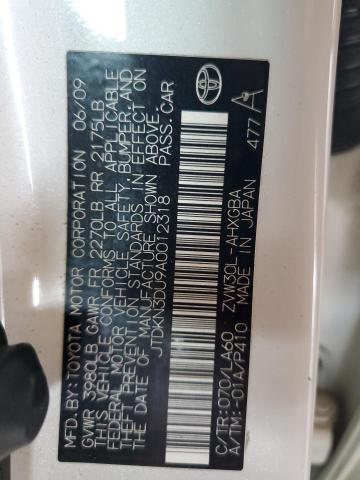 MFD.BY:TOYOTA MOTOR CORPORATION 06/09
GVWR 3980LB GAWR FR 2270LB RR 2175LB
THIS VEHICLE CONFORMS TO ALL APPLICABLE
FEDERAL MOTOR VEHICLE SAFETY, BUMPER, AND
THEFT PREVENTION STANDARDS IN EFFECT ON
THE DATE OF MANUFACTURE SHOWN ABOVE.
JTDKN3DU9A0012318 PASS.CAR
C/TR:070/LA60 ZVW30L-AHXGBA
A/TM:-01A/P410 MADE IN JAPAN 477
A